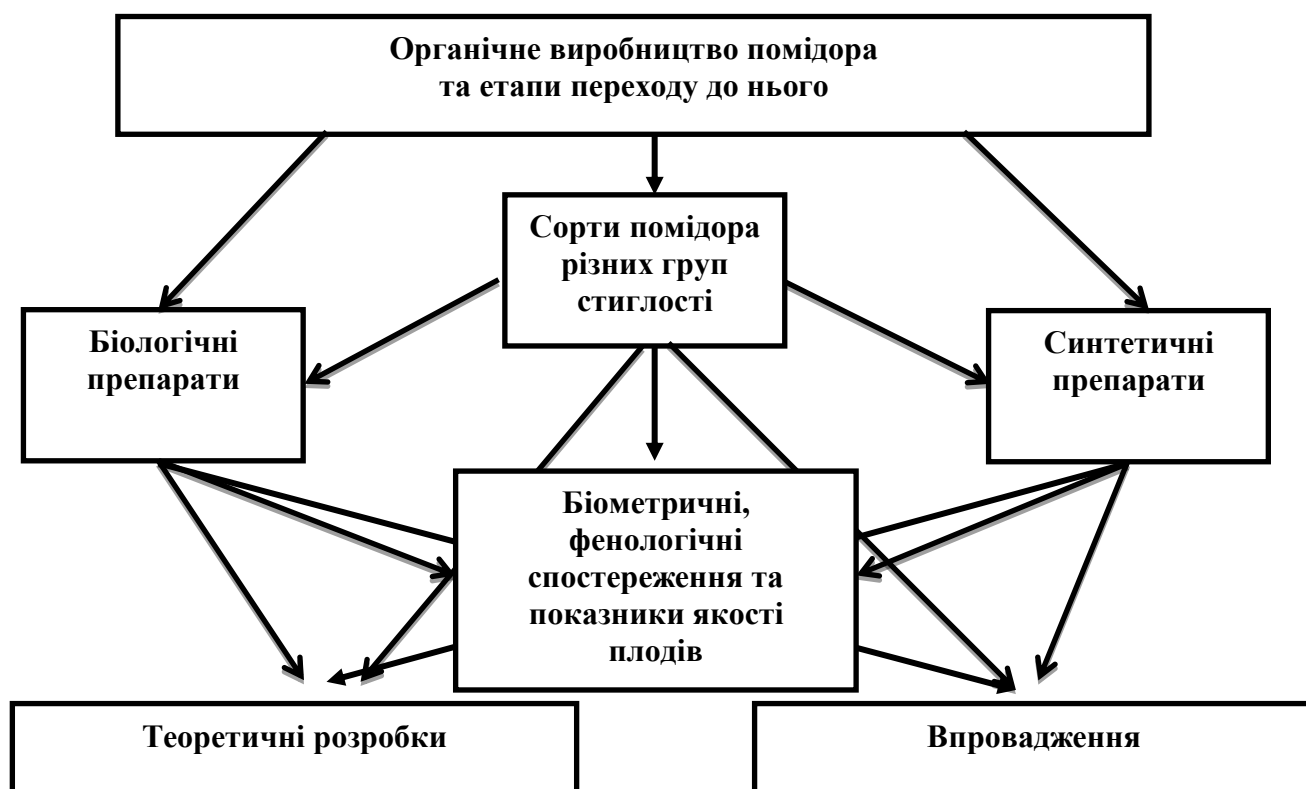 Органічне виробництво помідора
та етапи переходу до нього
Сорти помідора
різних груп
стиглості
Біологічні
препарати
Синтетичні
препарати
Біометричні,
фенологічні
спостереження та
показники якості
плодів
Теоретичні розробки
Впровадження